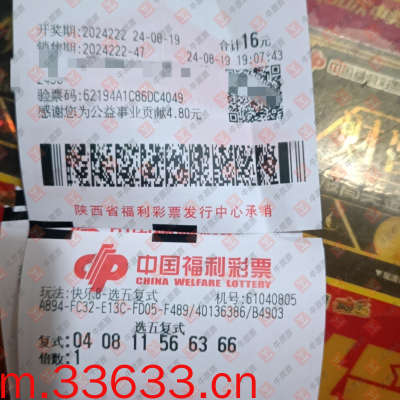 开奖期:2024222 24-08-19 合计16元
销售期:2024222-47 24-08-19 19:07:43
验票码:62194A1C86DC4049
感谢您为公益事业贡献4.80元
陕西省福利彩票发行中心承销
中国福利彩票
CHINA WELFARE LOTTERY
玩法:快乐8-选五复式 机号:61040805
A894-FC32-E13C-FD05-F489/40136386/B4903
选五复式
复式:04 08 11 56 63 66
倍数:1
m.33633.cn